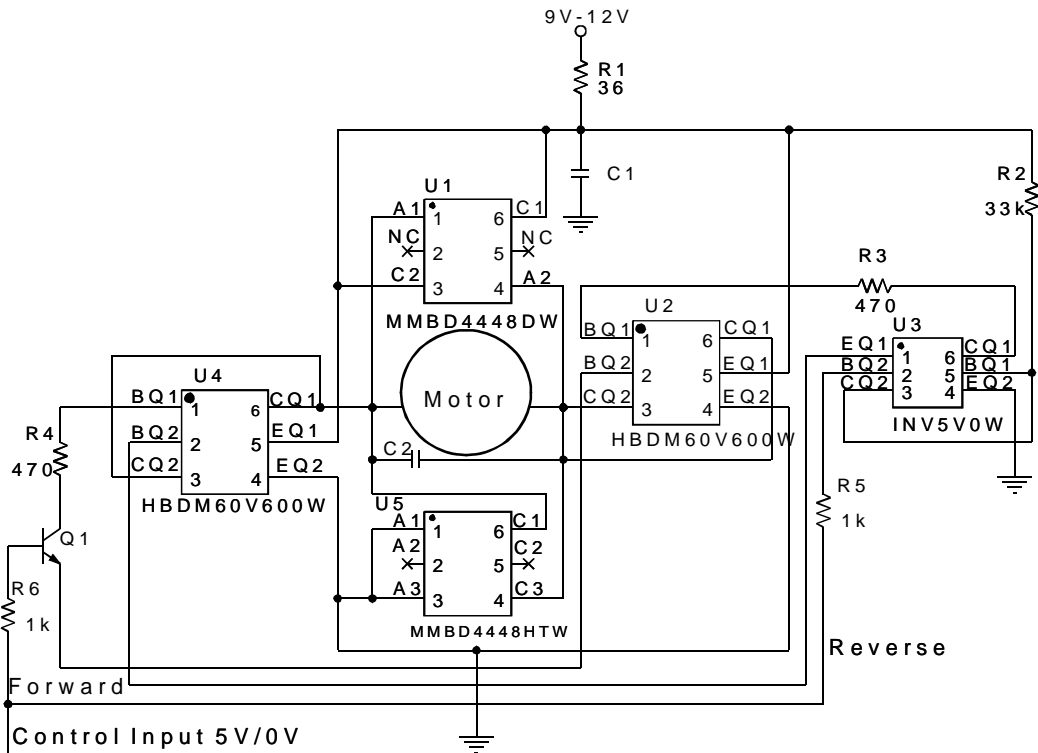 9V-12V
R1
36
C1
R2
33k
U1
A1
1
6
C1
NC
2
5
NC
C2
3
4
A2
MMBD4448DW
R3
470
U2
BQ1
1
6
CQ1
BQ2
2
5
EQ1
CQ2
3
4
EQ2
HBDM60V600W
U3
EQ1
1
6
CQ1
BQ2
2
5
BQ1
CQ2
3
4
EQ2
INV5V0W
Motor
U4
BQ1
1
6
CQ1
BQ2
2
5
EQ1
CQ2
3
4
EQ2
HBDM60V600W
R4
470
C2
Q1
R6
1k
U5
A1
1
6
C1
A2
2
5
C2
A3
3
4
C3
MMBD4448HTW
R5
1k
Reverse
Forward
Control Input 5V/0V